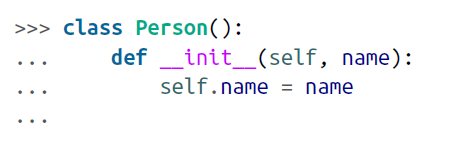 >>> class Person():
...     def __init__(self, name):
...         self.name = name
...